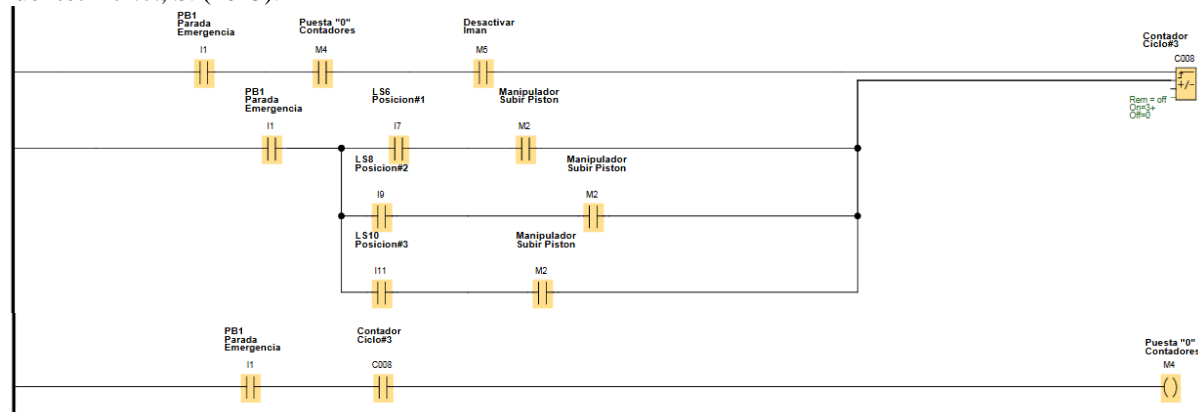 PB1
Parada
Emergencia
I1
Puesta "0"
Contadores
M4
Desactivar
Iman
M5
Contador
Ciclo#3
C008
+/-
Rem = off
On=3+
Off=0
PB1
Parada
Emergencia
I1
LS6
Posicion#1
I7
Manipulador
Subir Piston
M2
LS8
Posicion#2
I9
Manipulador
Subir Piston
M2
LS10
Posicion#3
I11
Manipulador
Subir Piston
M2
PB1
Parada
Emergencia
I1
Contador
Ciclo#3
C008
Puesta "0"
Contadores
M4